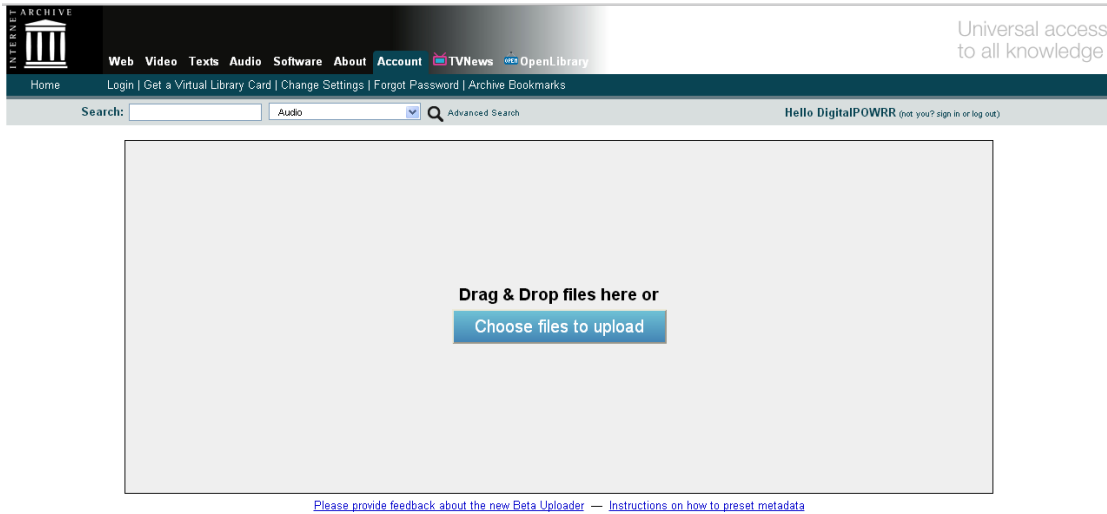 INTERNET ARCHIVE
Universal access
to all knowledge
Web Video Texts Audio Software About Account TVNews OPEN OpenLibrary
Home Login | Get a Virtual Library Card | Change Settings | Forgot Password | Archive Bookmarks
Search: Audio Advanced Search Hello DigitalPOWRR (not you? sign in or log out)
Drag & Drop files here or
Choose files to upload
Please provide feedback about the new Beta Uploader — Instructions on how to preset metadata